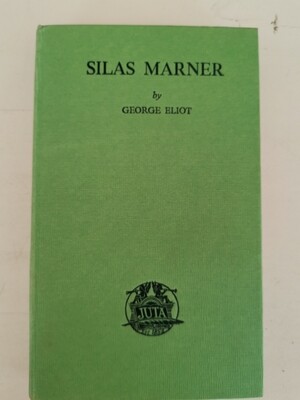 SILAS MARNER
by
GEORGE ELIOT
JUTA